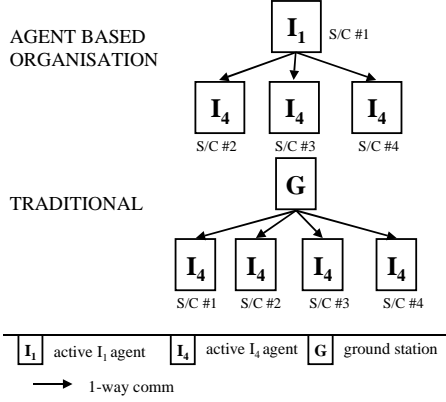 AGENT BASED
ORGANISATION
I1 S/C #1
I4 I4 I4
S/C #2 S/C #3 S/C #4
TRADITIONAL
G
I4 I4 I4 I4
S/C #1 S/C #2 S/C #3 S/C #4
I1 active I1 agent I4 active I4 agent G ground station
1-way comm